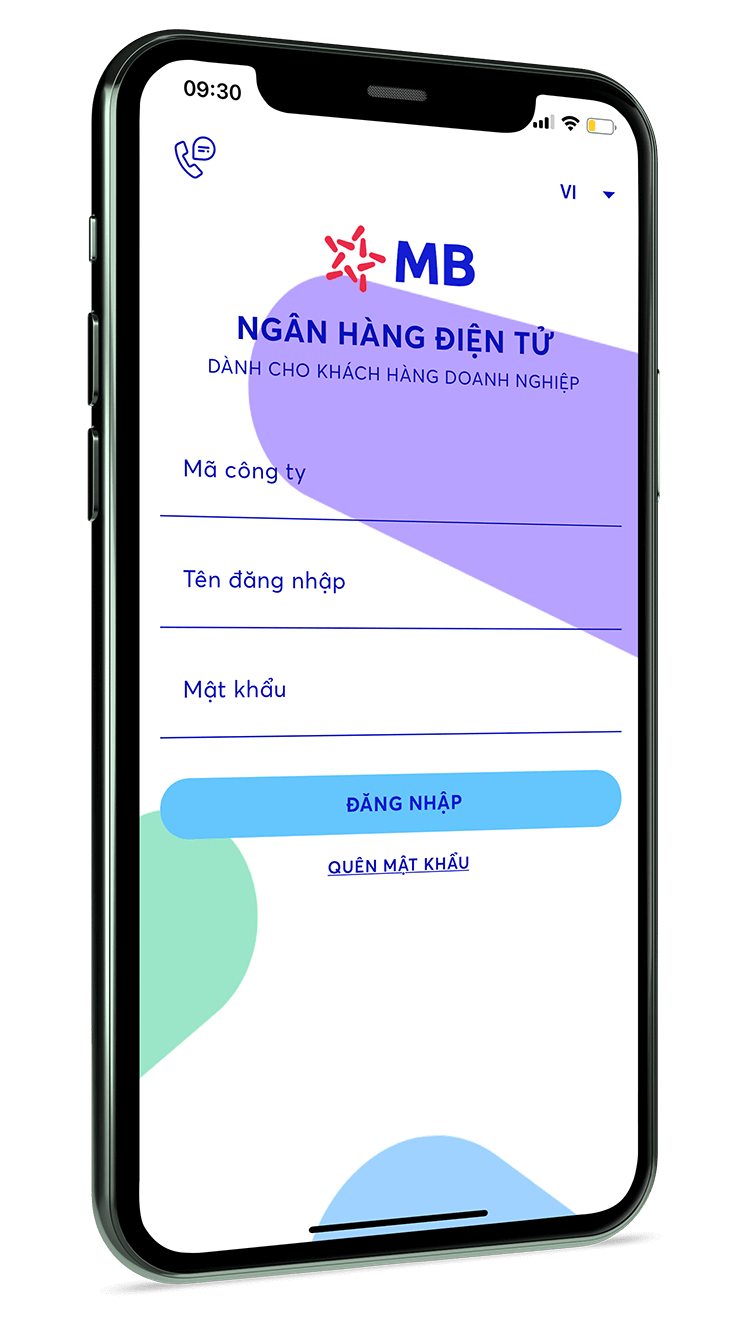 09:30
VI
MB
NGÂN HÀNG ĐIỆN TỬ
DÀNH CHO KHÁCH HÀNG DOANH NGHIỆP
Mã công ty
Tên đăng nhập
Mật khẩu
ĐĂNG NHẬP
QUÊN MẬT KHẨU